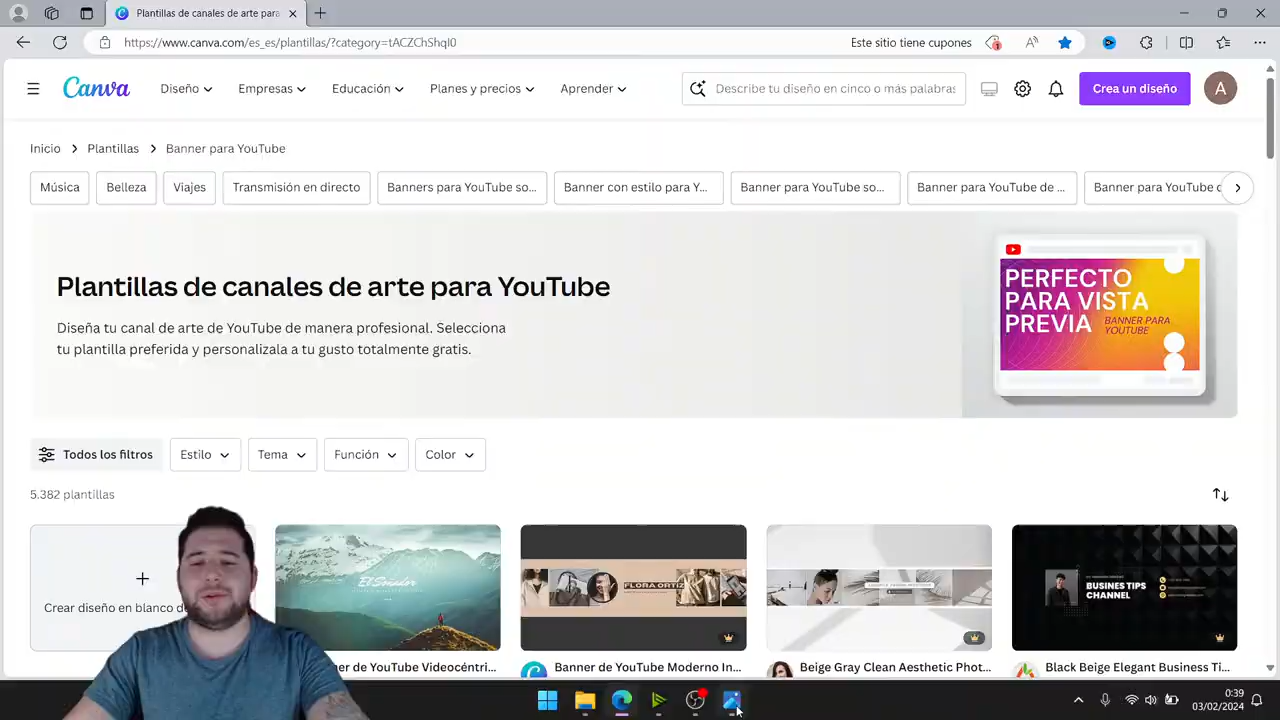 Plantillas de canales de arte para
https://www.canva.com/es_es/plantillas/?category=tACZChShqI0
Este sitio tiene cupones
Canva
Diseño
Empresas
Educación
Planes y precios
Aprender
Describe tu diseño en cinco o más palabras
Crea un diseño
A
Inicio > Plantillas > Banner para YouTube
Música
Belleza
Viajes
Transmisión en directo
Banners para YouTube so...
Banner con estilo para Y...
Banner para YouTube so...
Banner para YouTube de ...
Banner para YouTube
Plantillas de canales de arte para YouTube
Diseña tu canal de arte de YouTube de manera profesional. Selecciona
tu plantilla preferida y personalizala a tu gusto totalmente gratis.
PERFECTO
PARA VISTA
PREVIA
BANNER PARA
YOUTUBE
Todos los filtros
Estilo
Tema
Función
Color
5.382 plantillas
Crear diseño en blanco
El Soñador
FLORA ORTIZ
BUSINES TIPS
CHANNEL
de YouTube Videocéntri...
Banner de YouTube Moderno In...
Beige Gray Clean Aesthetic Phot...
Black Beige Elegant Business Ti...
0:39
03/02/2024